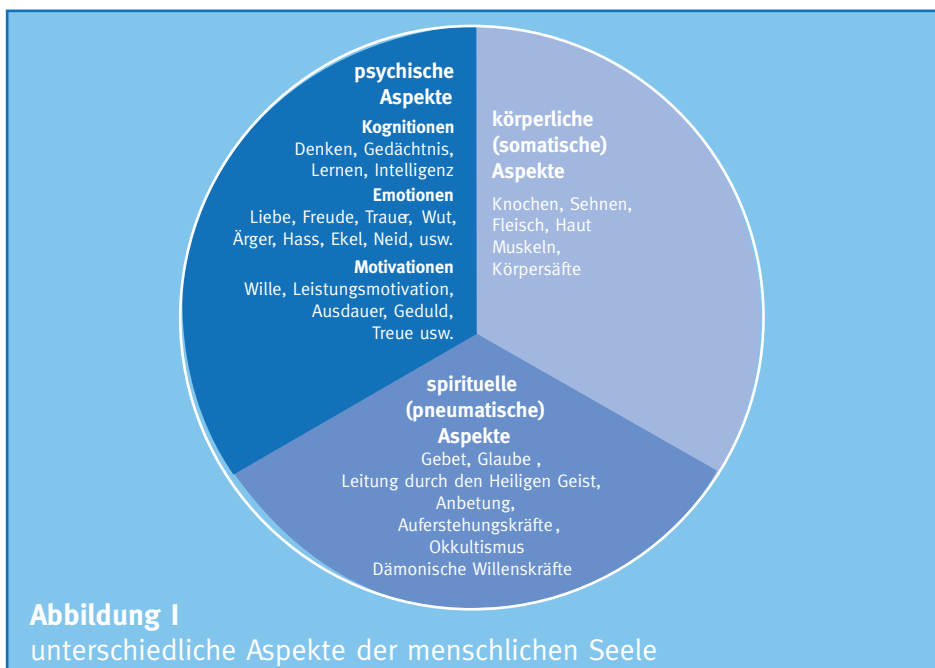 psychische
Aspekte
Kognitionen
Denken, Gedächtnis,
Lernen, Intelligenz
Emotionen
Liebe, Freude, Trauer, Wut,
Ärger, Hass, Ekel, Neid, usw.
Motivationen
Wille, Leistungsmotivation,
Ausdauer, Geduld,
Treue usw.
körperliche
(somatische)
Aspekte
Knochen, Sehnen,
Fleisch, Haut
Muskeln,
Körpersäfte
spirituelle
(pneumatische)
Aspekte
Gebet, Glaube ,
Leitung durch den Heiligen Geist,
Anbetung,
Auferstehungskräfte ,
Okkultismus
Dämonische Willenskräfte
Abbildung I
unterschiedliche Aspekte der menschlichen Seele